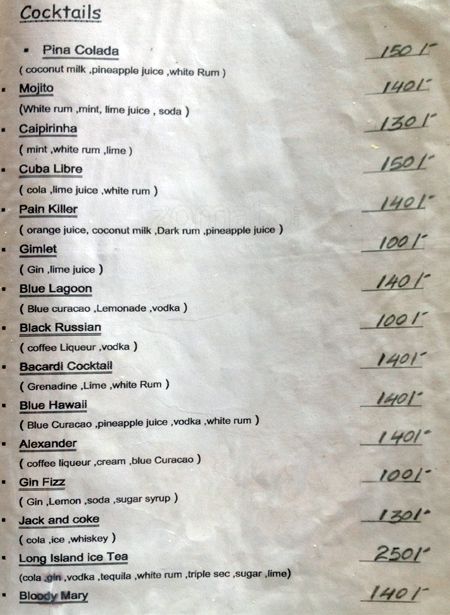 Cocktails
Pina Colada 150/-
( coconut milk ,pineapple juice ,white Rum )
Mojito 140/-
(White rum ,mint, lime juice , soda )
Caipirinha 130/-
( mint ,white rum ,lime )
Cuba Libre 150/-
( cola ,lime juice ,white rum )
Pain Killer 140/-
( orange juice, coconut milk ,Dark rum ,pineapple juice )
Gimlet 100/-
( Gin ,lime juice )
Blue Lagoon 140/-
( Blue curacao ,Lemonade ,vodka )
Black Russian 100/-
( coffee Liqueur ,vodka )
Bacardi Cocktail 140/-
( Grenadine ,Lime ,white Rum )
Blue Hawaii 140/-
( Blue Curacao ,pineapple juice ,vodka ,white rum )
Alexander 140/-
( coffee liqueur ,cream ,blue Curacao )
Gin Fizz 100/-
( Gin ,Lemon ,soda ,sugar syrup )
Jack and coke 130/-
( cola ,ice ,whiskey )
Long Island ice Tea 250/-
(cola ,gin ,vodka ,tequila ,white rum ,triple sec ,sugar ,lime)
Bloody Mary 140/-